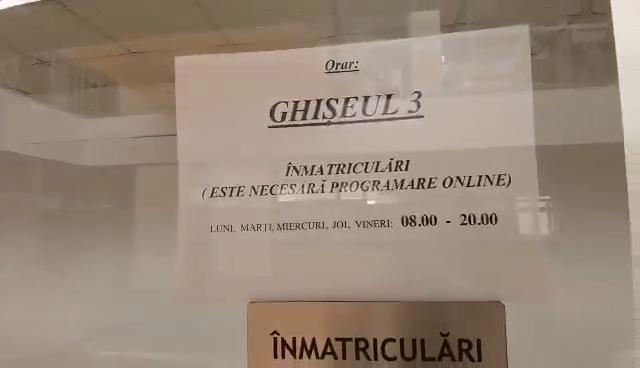 Orar:
GHIȘEUL 3
ÎNMATRICULĂRI
( ESTE NECESARĂ PROGRAMARE ONLINE)
LUNI, MARȚI, MIERCURI, JOI, VINERI: 08.00 - 20.00
ÎNMATRICULĂRI